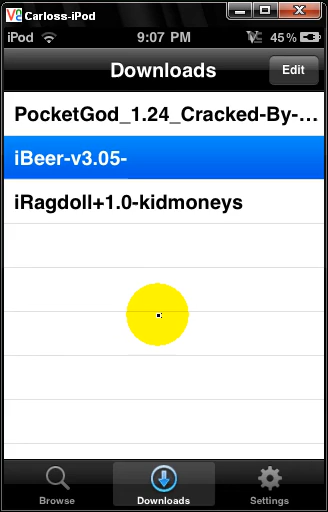 Carloss-iPod
iPod 9:07 PM 45%
Downloads Edit
PocketGod_1.24_Cracked-By-...
iBeer-v3.05-
iRagdoll+1.0-kidmoneys
Browse Downloads Settings